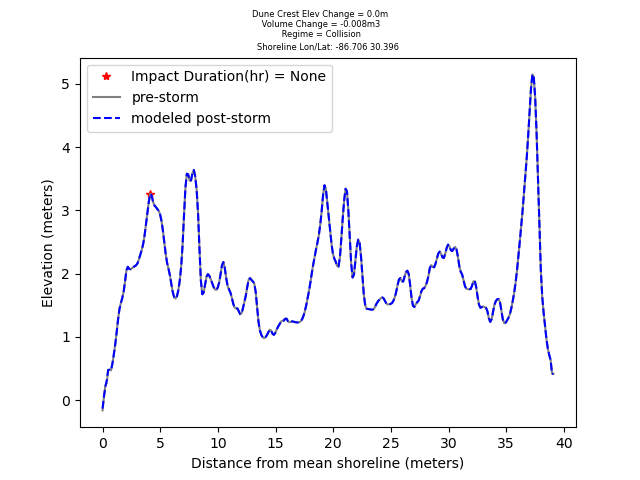 Dune Crest Elev Change = 0.0m
Volume Change = -0.008m3
Regime = Collision
Shoreline Lon/Lat: -86.706 30.396
Impact Duration(hr) = None
pre-storm
modeled post-storm
Elevation (meters)
5
4
3
2
1
0
0 5 10 15 20 25 30 35 40
Distance from mean shoreline (meters)